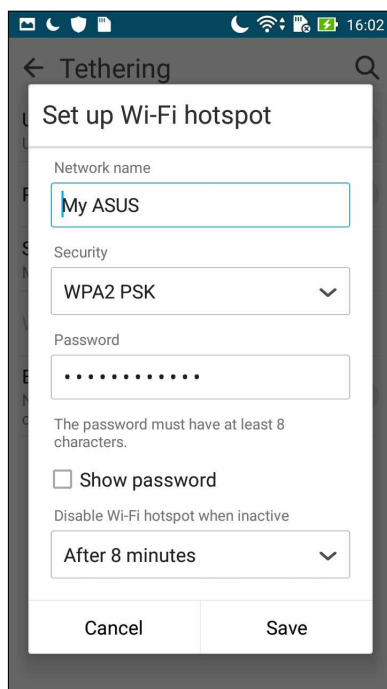 16:02
Tethering
Set up Wi-Fi hotspot
Network name
My ASUS
Security
WPA2 PSK
Password
••••••••••••
The password must have at least 8
characters.
Show password
Disable Wi-Fi hotspot when inactive
After 8 minutes
Cancel Save